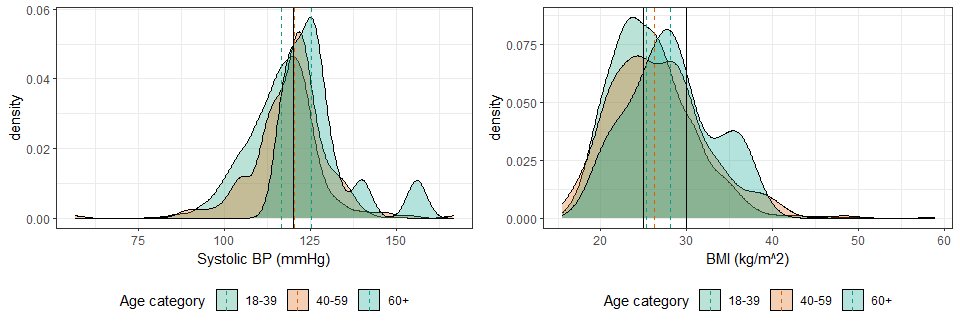 density
0.06
0.04
0.02
0.00
75 100 125 150
Systolic BP (mmHg)
Age category 18-39 40-59 60+
density
0.075
0.050
0.025
0.000
20 30 40 50 60
BMI (kg/m^2)
Age category 18-39 40-59 60+